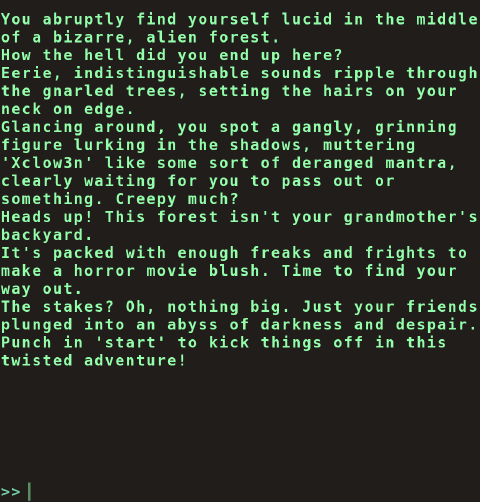 You abruptly find yourself lucid in the middle
of a bizarre, alien forest.
How the hell did you end up here?
Eerie, indistinguishable sounds ripple through
the gnarled trees, setting the hairs on your
neck on edge.
Glancing around, you spot a gangly, grinning
figure lurking in the shadows, muttering
'Xclow3n' like some sort of deranged mantra,
clearly waiting for you to pass out or
something. Creepy much?
Heads up! This forest isn't your grandmother's
backyard.
It's packed with enough freaks and frights to
make a horror movie blush. Time to find your
way out.
The stakes? Oh, nothing big. Just your friends
plunged into an abyss of darkness and despair.
Punch in 'start' to kick things off in this
twisted adventure!
>>